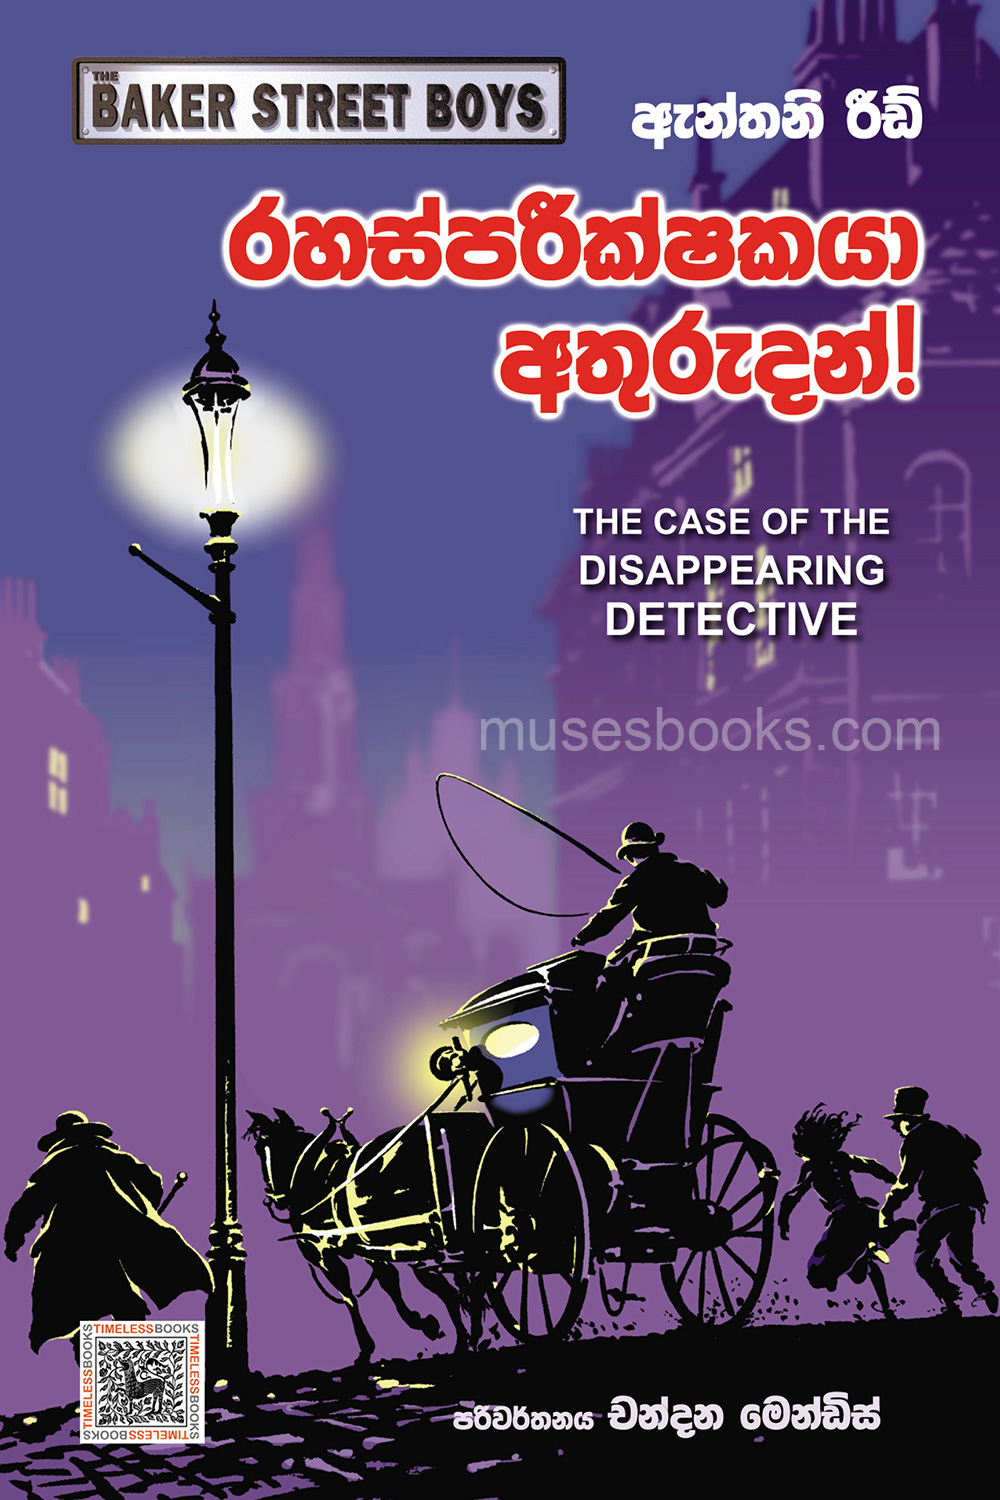 THE
BAKER STREET BOYS
ඇන්තනි රීඩ්
රහස්පරීක්ෂකයා
අතුරුදන්!
THE CASE OF THE
DISAPPEARING
DETECTIVE
musesbooks.com
TIMELESSBOOKS
TIMELESSBOOKS
TIMELESSBOOKS
TIMELESSBOOKS
පරිවර්තනය චන්දන මෙන්ඩිස්